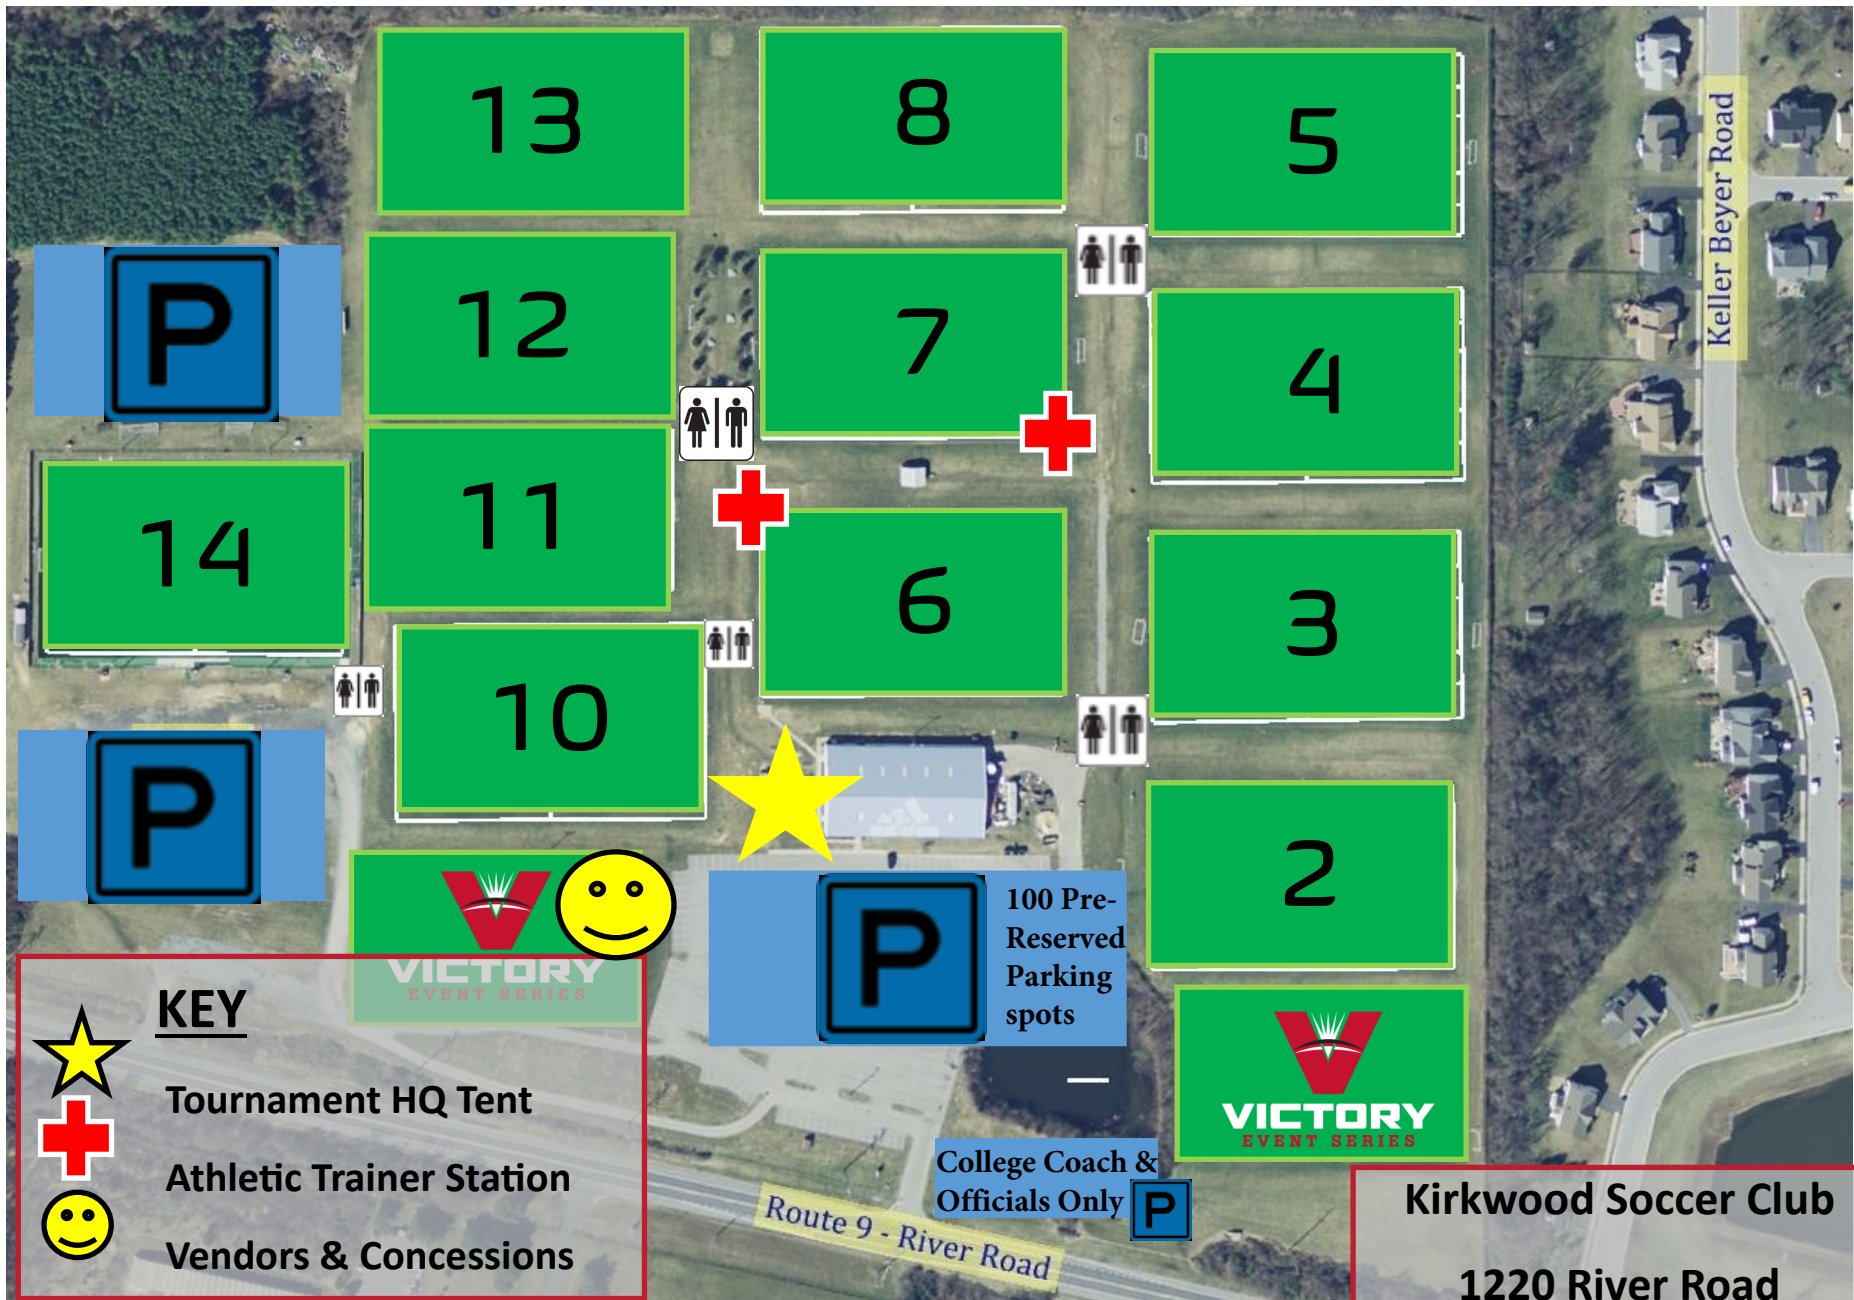 13
8
5
Keller Beyer Road
P
12
7
4
14
11
6
3
10
P
VICTORY
EVENT SERIES
P
100 Pre-
Reserved
Parking
spots
2
KEY
Tournament HQ Tent
Athletic Trainer Station
Vendors & Concessions
VICTORY
EVENT SERIES
College Coach &
Officials Only
P
Route 9 - River Road
Kirkwood Soccer Club
1220 River Road